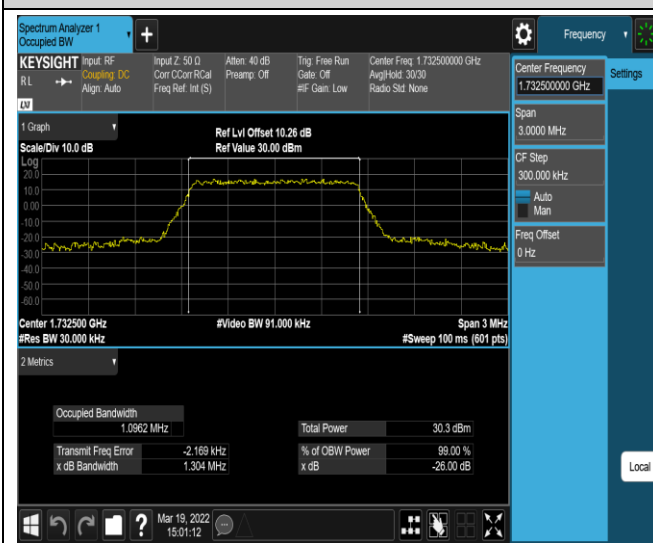 Spectrum Analyzer 1
Occupied BW
+
Frequency
KEYSIGHT
RL
LXI
Input: RF
Coupling: DC
Align: Auto
Input Z: 50 Ω
Corr CCorr RCal
Freq Ref: Int (S)
Atten: 40 dB
Preamp: Off
Trig: Free Run
Gate: Off
#IF Gain: Low
Center Freq: 1.732500000 GHz
Avg|Hold: 30/30
Radio Std: None
Center Frequency
1.732500000 GHz
Settings
Span
3.0000 MHz
CF Step
300.000 kHz
Auto
Man
Freq Offset
0 Hz
1 Graph
Scale/Div 10.0 dB
Ref Lvl Offset 10.26 dB
Ref Value 30.00 dBm
Log
20.0
10.0
0.00
-10.0
-20.0
-30.0
-40.0
-50.0
-60.0
Center 1.732500 GHz
#Res BW 30.000 kHz
#Video BW 91.000 kHz
Span 3 MHz
#Sweep 100 ms (601 pts)
2 Metrics
Occupied Bandwidth
1.0962 MHz
Transmit Freq Error -2.169 kHz
x dB Bandwidth 1.304 MHz
Total Power 30.3 dBm
% of OBW Power 99.00 %
x dB -26.00 dB
Local
?
Mar 19, 2022
15:01:12